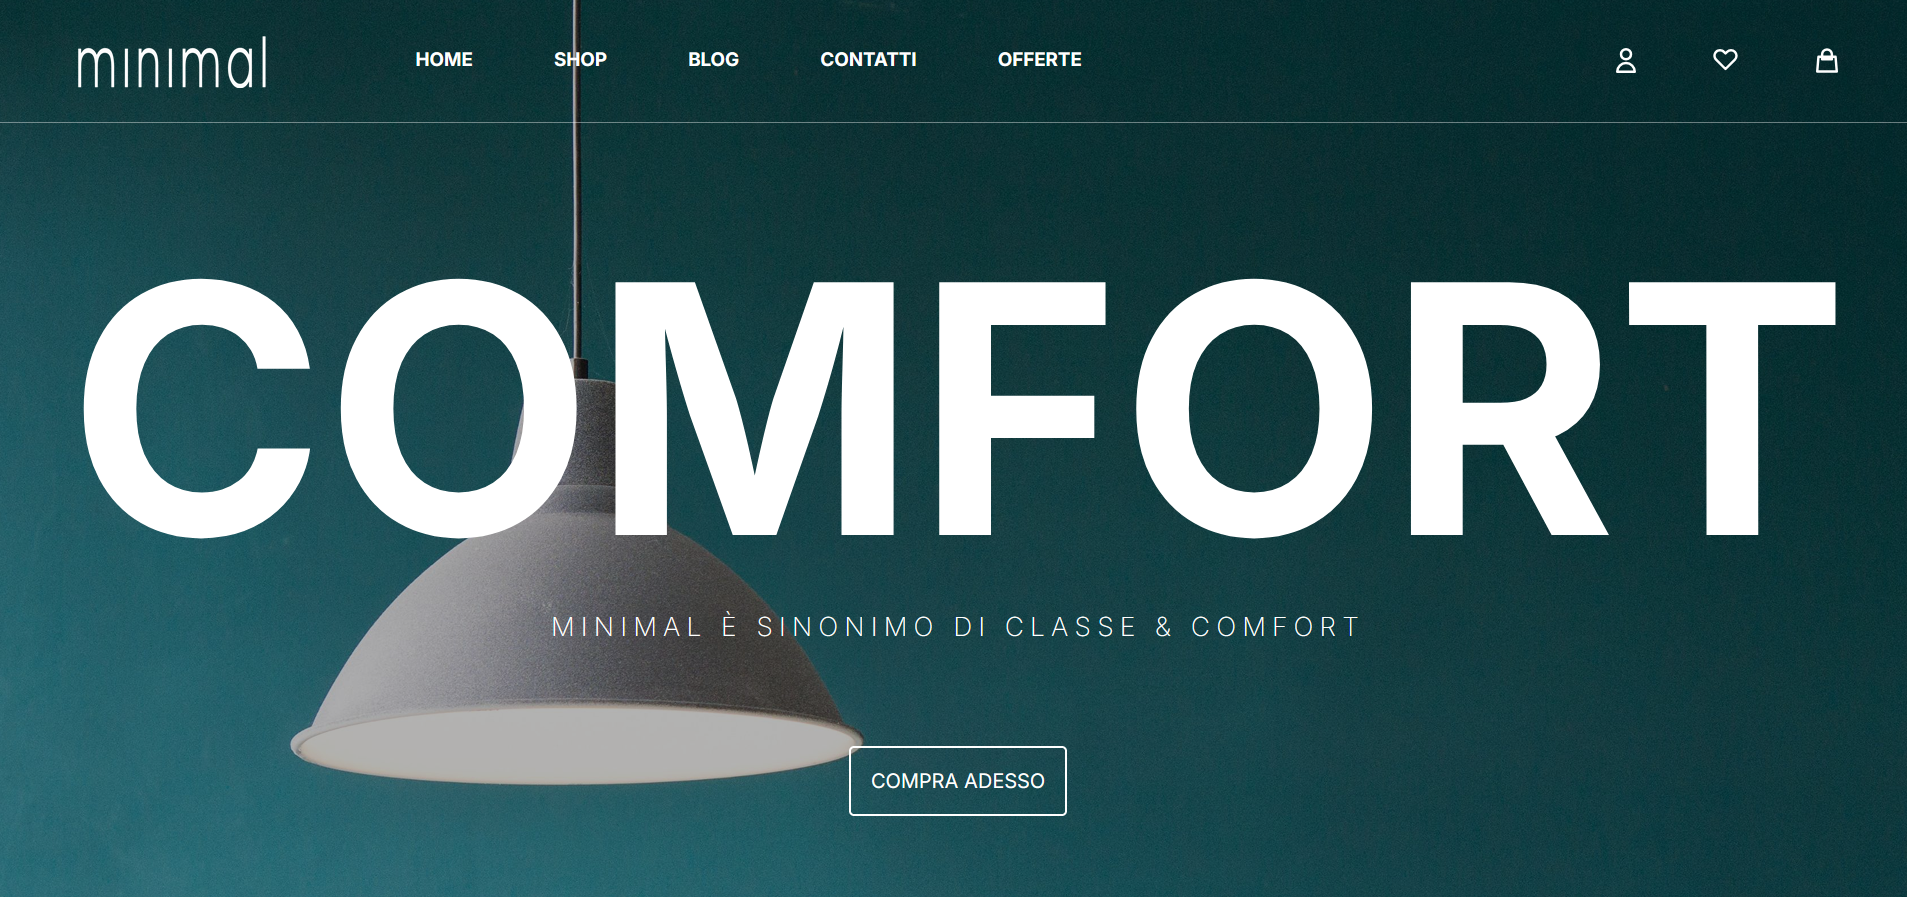 minimal
HOME SHOP BLOG CONTATTI OFFERTE
COMFORT
MINIMAL È SINONIMO DI CLASSE & COMFORT
COMPRA ADESSO